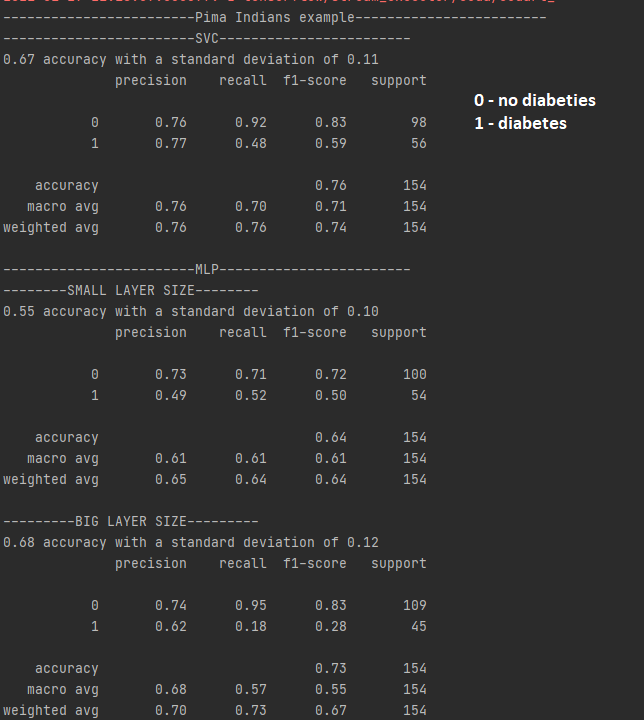 ------------------------Pima Indians example------------------------
------------------------SVC------------------------
0.67 accuracy with a standard deviation of 0.11
precision recall f1-score support
0 - no diabeties
1 - diabetes
0 0.76 0.92 0.83 98
1 0.77 0.48 0.59 56
accuracy 0.76 154
macro avg 0.76 0.70 0.71 154
weighted avg 0.76 0.76 0.74 154
------------------------MLP------------------------
--------SMALL LAYER SIZE--------
0.55 accuracy with a standard deviation of 0.10
precision recall f1-score support
0 0.73 0.71 0.72 100
1 0.49 0.52 0.50 54
accuracy 0.64 154
macro avg 0.61 0.61 0.61 154
weighted avg 0.65 0.64 0.64 154
---------BIG LAYER SIZE---------
0.68 accuracy with a standard deviation of 0.12
precision recall f1-score support
0 0.74 0.95 0.83 109
1 0.62 0.18 0.28 45
accuracy 0.73 154
macro avg 0.68 0.57 0.55 154
weighted avg 0.70 0.73 0.67 154